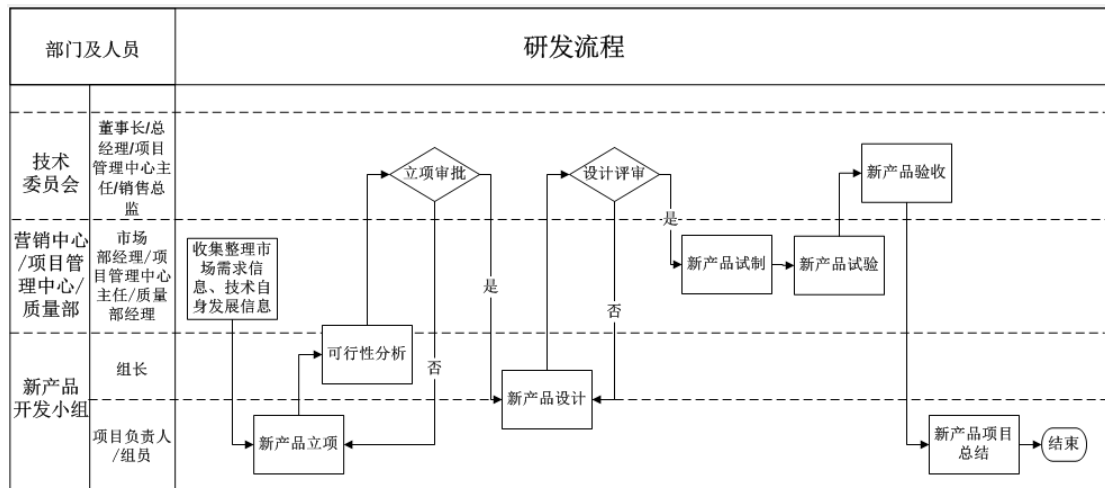 部门及人员
研发流程
技术
委员会
董事长/总
经理/项目
管理中心主
任/销售总
监
立项审批
设计评审
新产品验收
是
营销中心
/项目管
理中心/
质量部
市场
部经理/项
目管理中心
主任/质量
部经理
收集整理市
场需求信
息、技术自
身发展信息
是
新产品试制
新产品试验
否
新产品
开发小组
组长
可行性分析
否
新产品设计
项目负责人
/组员
新产品立项
新产品项目
总结
结束